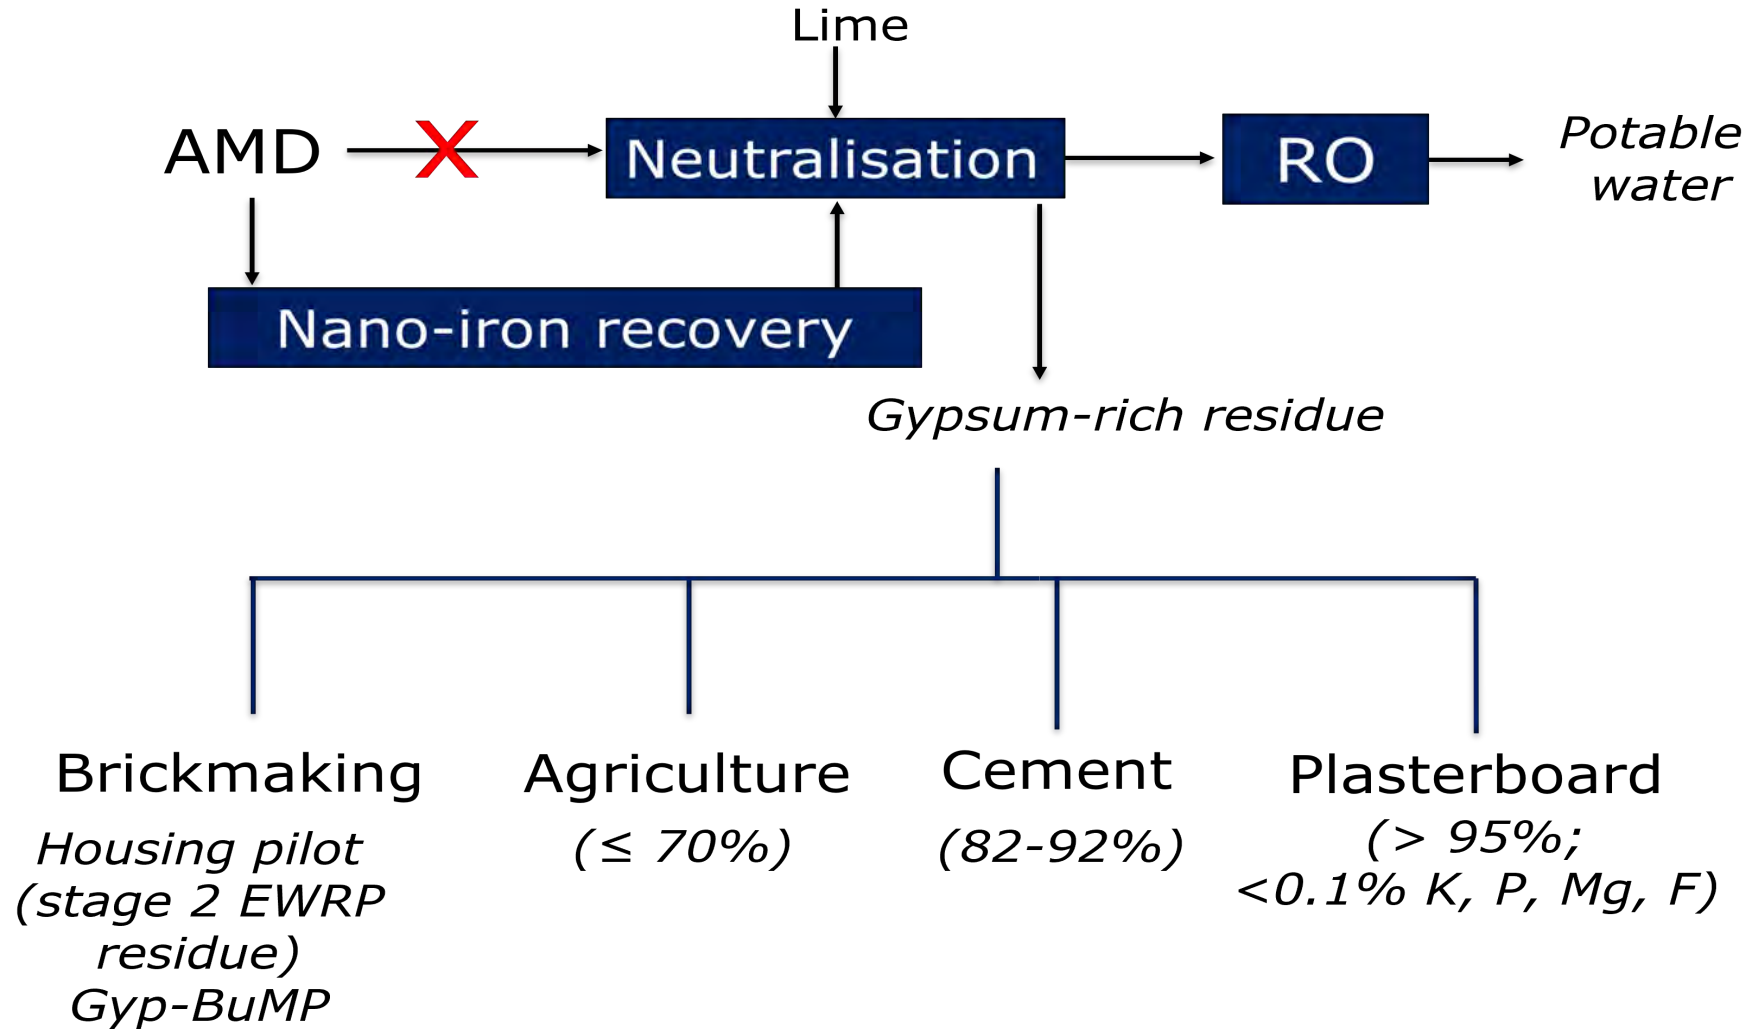 Lime
AMD
X
Neutralisation
RO
Potable
water
Nano-iron recovery
Gypsum-rich residue
Brickmaking
Housing pilot
(stage 2 EWRP
residue)
Gyp-BuMP
Agriculture
(≤ 70%)
Cement
(82-92%)
Plasterboard
(> 95%;
<0.1% K, P, Mg, F)